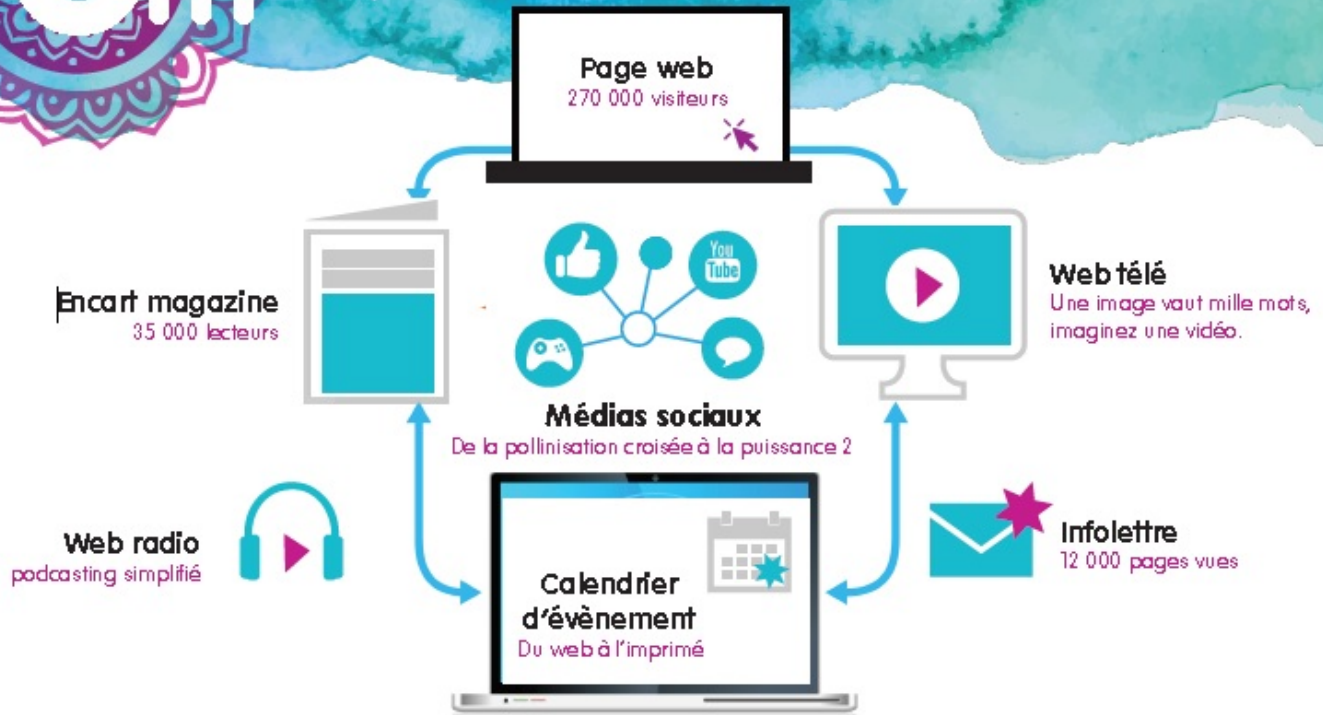 Page web
270 000 visiteurs
Encart magazine
35 000 lecteurs
You
Tube
Web télé
Une image vaut mille mots,
imaginez une vidéo.
Médias sociaux
De la pollinisation croisée à la puissance 2
Web radio
podcasting simplifié
Calendrier
d'évènement
Du web à l'imprimé
Infolettre
12 000 pages vues